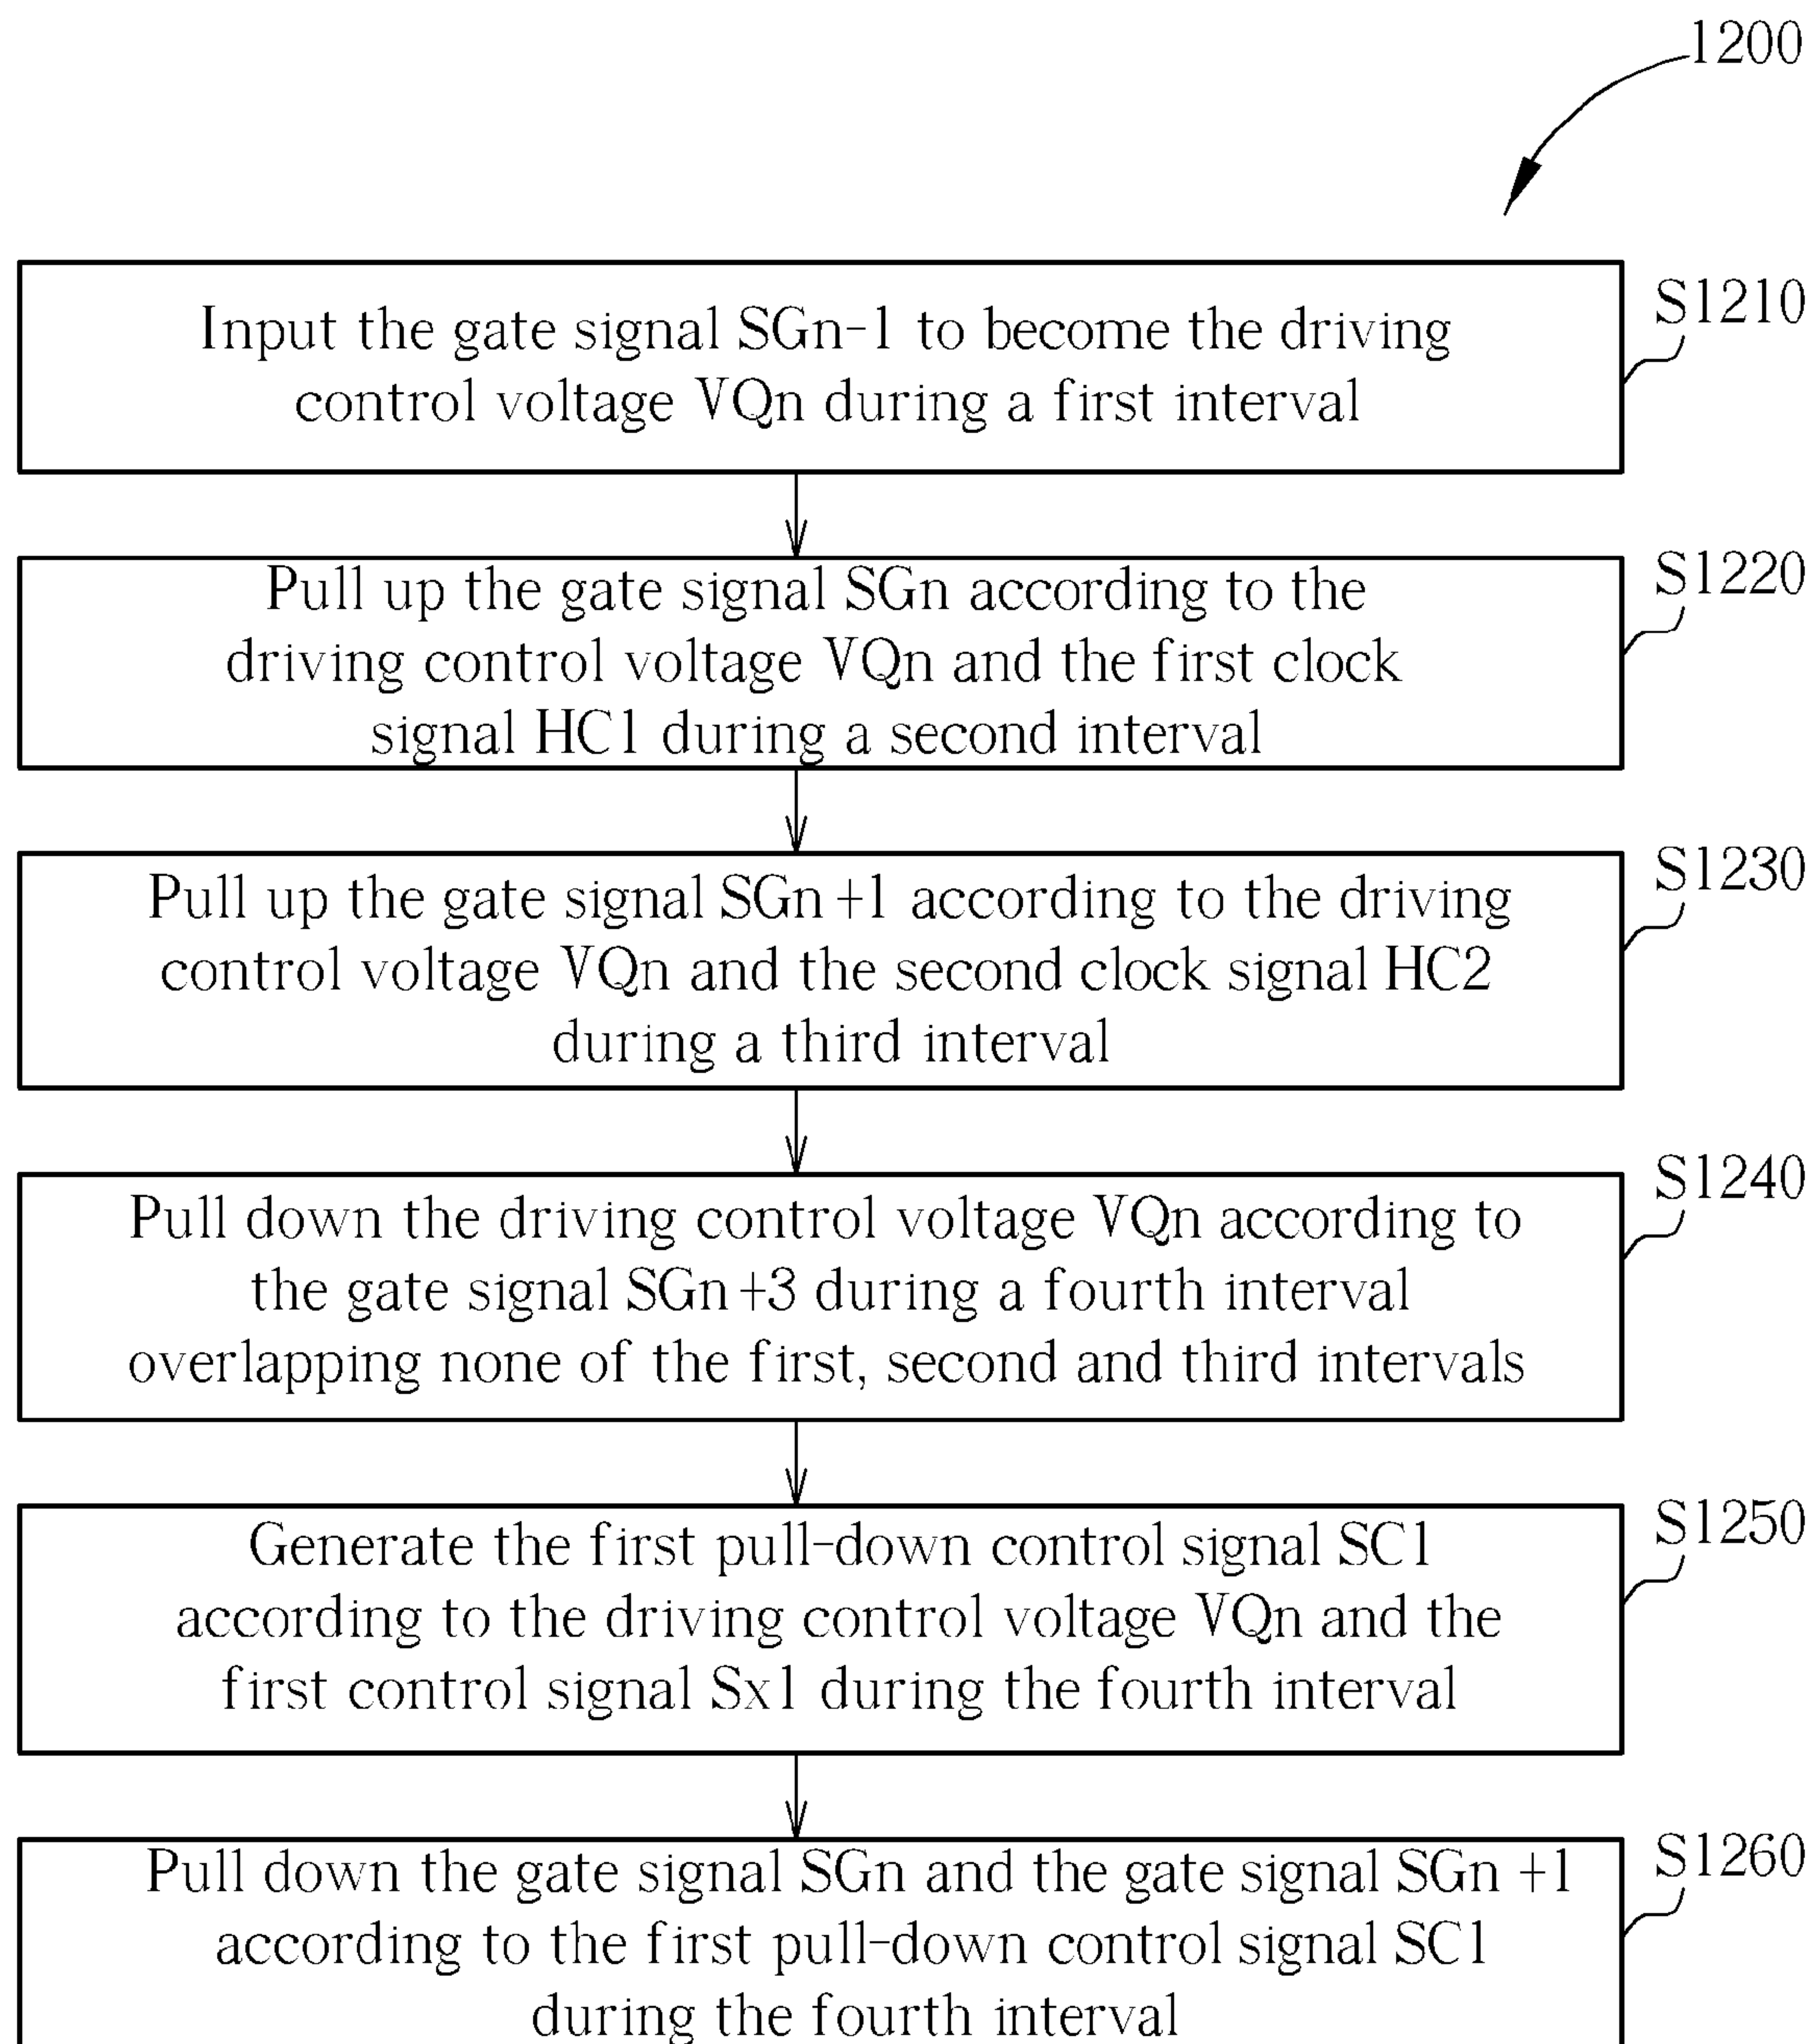 1200
S1210
Input the gate signal SGn-1 to become the driving
control voltage VQn during a first interval
S1220
Pull up the gate signal SGn according to the
driving control voltage VQn and the first clock
signal HC1 during a second interval
S1230
Pull up the gate signal SGn+1 according to the driving
control voltage VQn and the second clock signal HC2
during a third interval
S1240
Pull down the driving control voltage VQn according to
the gate signal SGn+3 during a fourth interval
overlapping none of the first, second and third intervals
S1250
Generate the first pull-down control signal SC1
according to the driving control voltage VQn and the
first control signal Sx1 during the fourth interval
S1260
Pull down the gate signal SGn and the gate signal SGn +1
according to the first pull-down control signal SC1
during the fourth interval